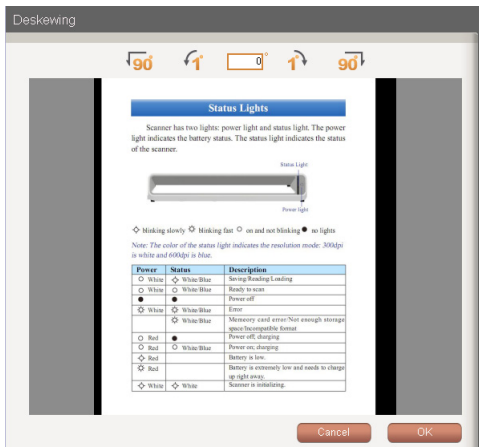 Deskewing
90° 1° 0° 1° 90°
Status Lights
Scanner has two lights: power light and status light. The power
light indicates the battery status. The status light indicates the status
of the scanner.
Status Light
Power light
Hinking slowly Hinking fast on and not blinking no lights
Note: The color of the status light indicates the resolution mode: 300dpi
is white and 600dpi is blue.
Power Status Description
White White/Blue Saving/Reading/Loading
White White/Blue Ready to scan
Power off
White White/Blue Error
White/Blue Memeory card error/Not enough storage
space/Incompatible format
Red Power off, charging
Red White/Blue Power on, charging
Red Battery is low.
Red Battery is extremely low and needs to charge
up right away.
White White Scanner is initializing.
Cancel OK